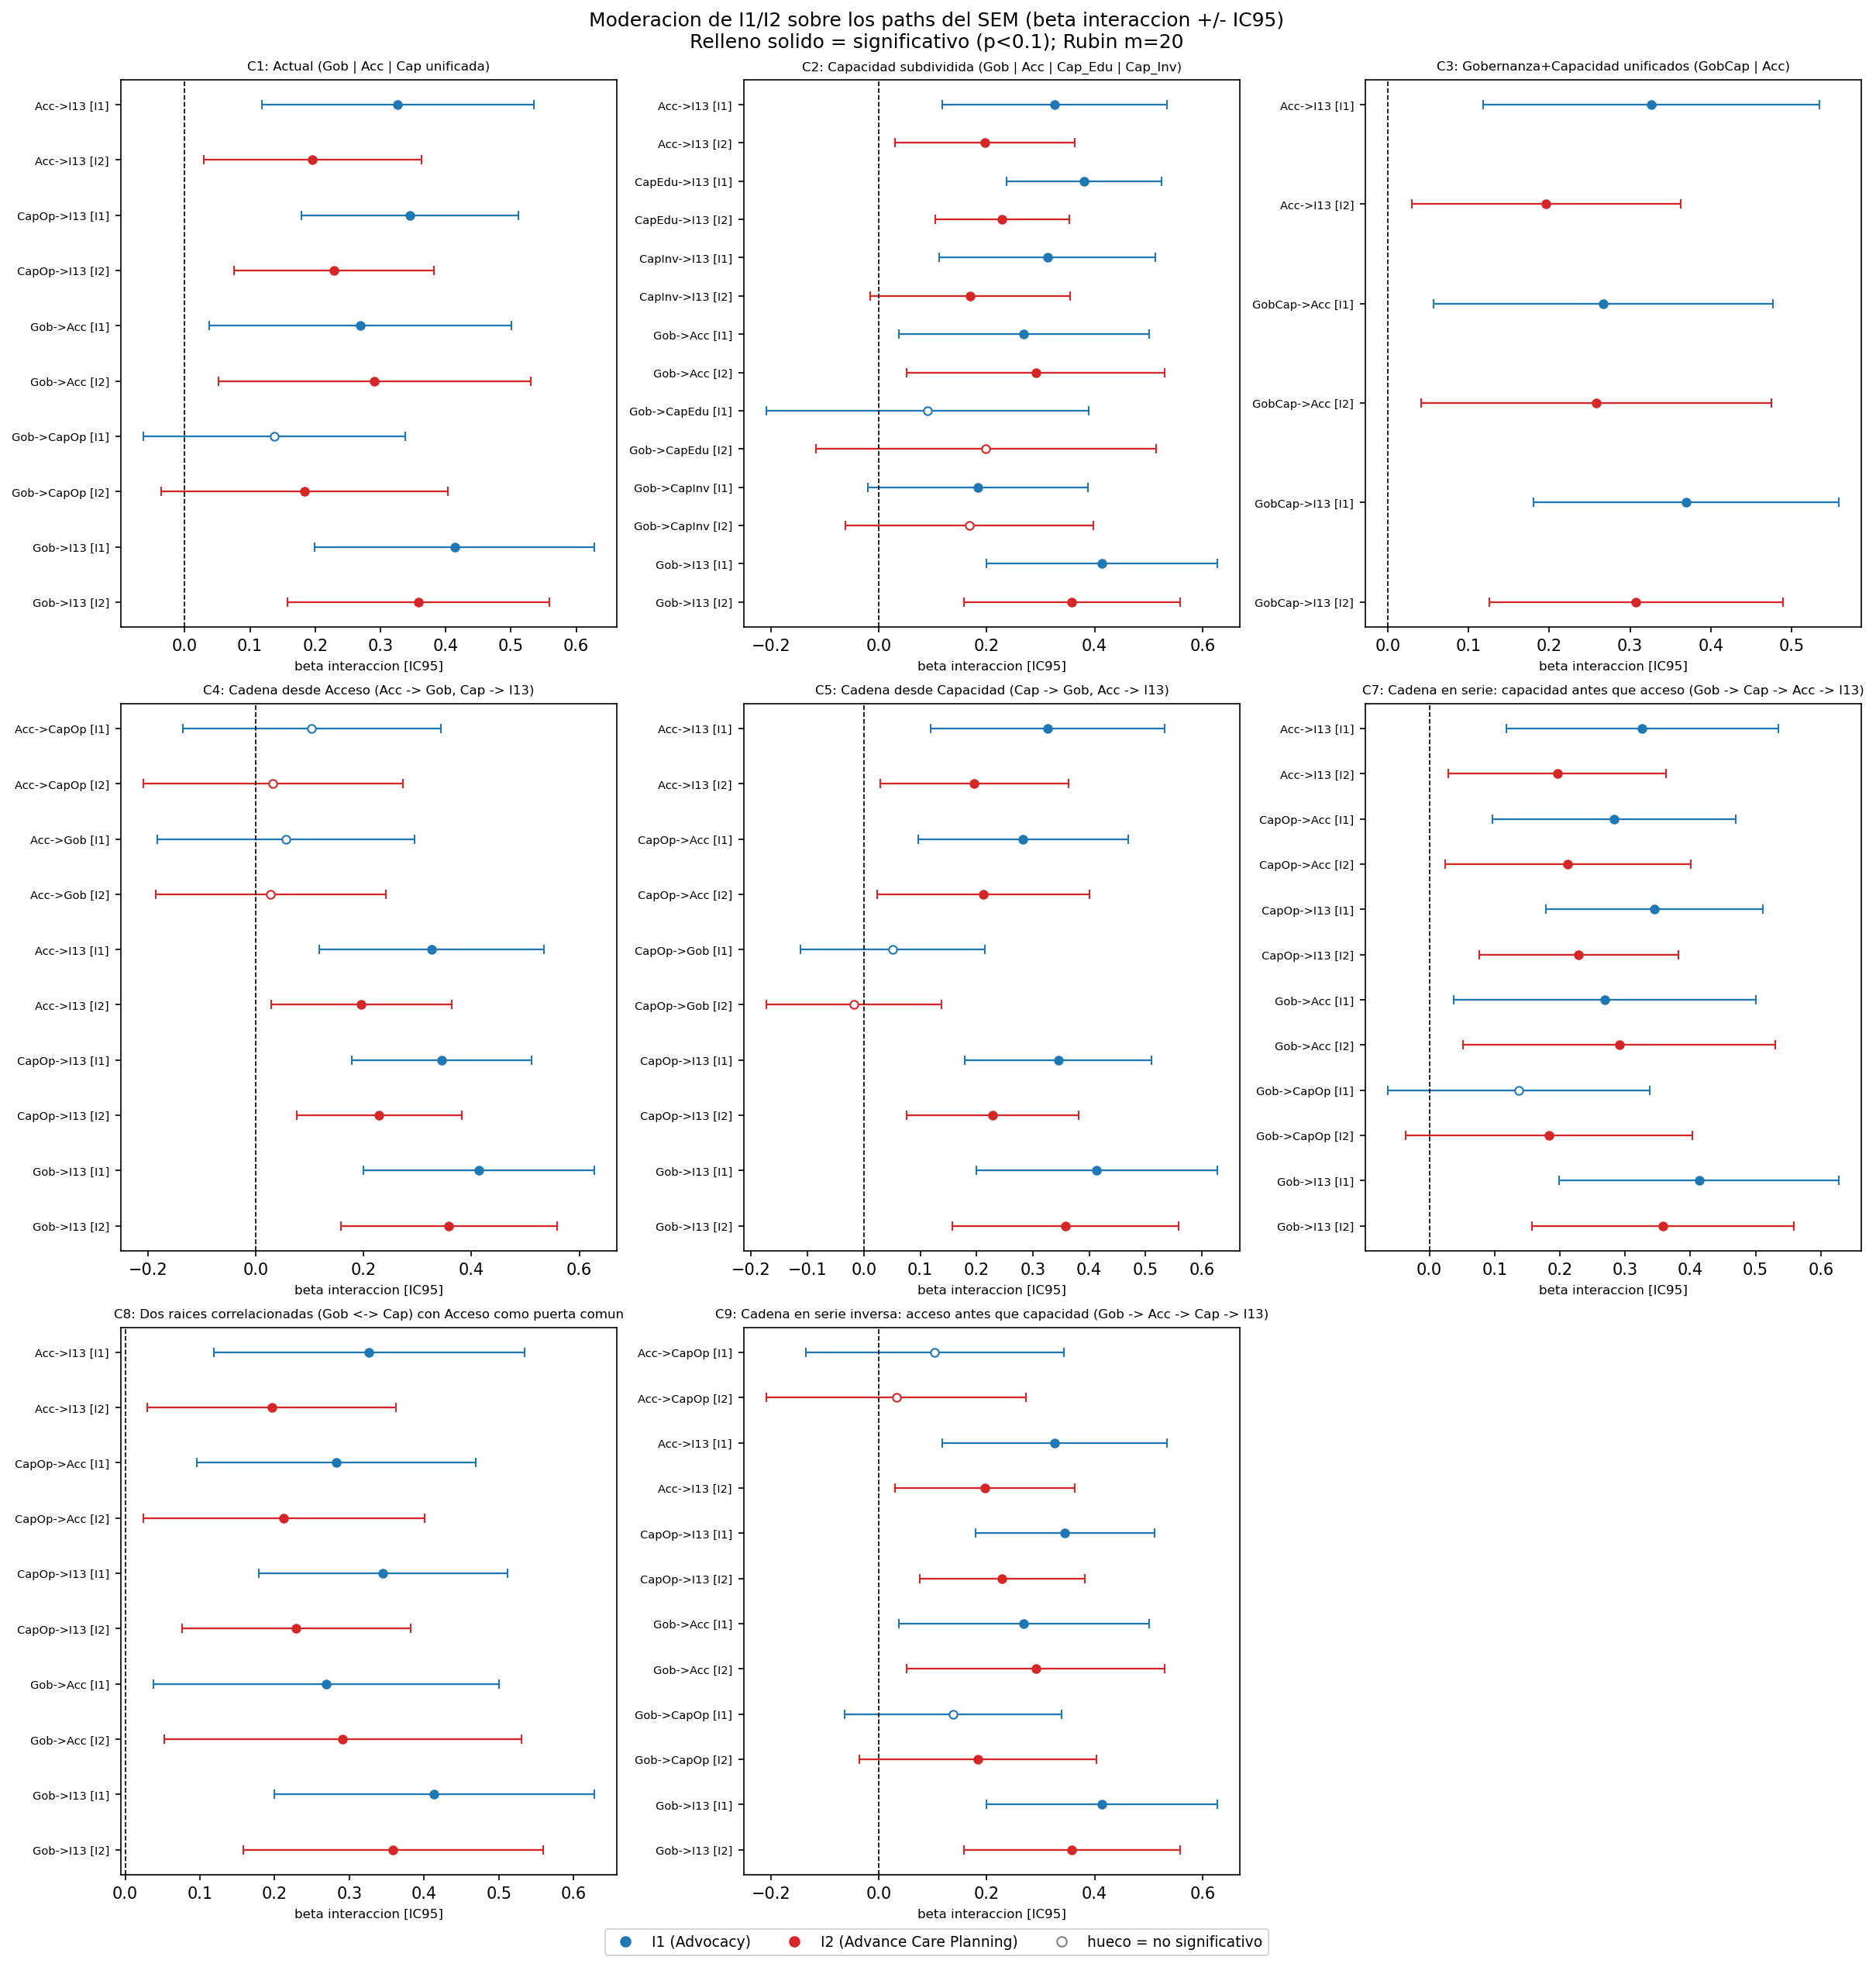 Moderacion de I1/I2 sobre los paths del SEM (beta interaccion +/- IC95)
Relleno solido = significativo (p<0.1); Rubin m=20
C1: Actual (Gob | Acc | Cap unificada)
Acc->I13 [I1]
Acc->I13 [I2]
CapOp->I13 [I1]
CapOp->I13 [I2]
Gob->Acc [I1]
Gob->Acc [I2]
Gob->CapOp [I1]
Gob->CapOp [I2]
Gob->I13 [I1]
Gob->I13 [I2]
0.0 0.1 0.2 0.3 0.4 0.5 0.6
beta interaccion [IC95]
C2: Capacidad subdividida (Gob | Acc | Cap_Edu | Cap_Inv)
Acc->I13 [I1]
Acc->I13 [I2]
CapEdu->I13 [I1]
CapEdu->I13 [I2]
CapInv->I13 [I1]
CapInv->I13 [I2]
Gob->Acc [I1]
Gob->Acc [I2]
Gob->CapEdu [I1]
Gob->CapEdu [I2]
Gob->CapInv [I1]
Gob->CapInv [I2]
Gob->I13 [I1]
Gob->I13 [I2]
−0.2 0.0 0.2 0.4 0.6
beta interaccion [IC95]
C3: Gobernanza+Capacidad unificados (GobCap | Acc)
Acc->I13 [I1]
Acc->I13 [I2]
GobCap->Acc [I1]
GobCap->Acc [I2]
GobCap->I13 [I1]
GobCap->I13 [I2]
0.0 0.1 0.2 0.3 0.4 0.5
beta interaccion [IC95]
C4: Cadena desde Acceso (Acc -> Gob, Cap -> I13)
Acc->CapOp [I1]
Acc->CapOp [I2]
Acc->Gob [I1]
Acc->Gob [I2]
Acc->I13 [I1]
Acc->I13 [I2]
CapOp->I13 [I1]
CapOp->I13 [I2]
Gob->I13 [I1]
Gob->I13 [I2]
−0.2 0.0 0.2 0.4 0.6
beta interaccion [IC95]
C5: Cadena desde Capacidad (Cap -> Gob, Acc -> I13)
Acc->I13 [I1]
Acc->I13 [I2]
CapOp->Acc [I1]
CapOp->Acc [I2]
CapOp->Gob [I1]
CapOp->Gob [I2]
CapOp->I13 [I1]
CapOp->I13 [I2]
Gob->I13 [I1]
Gob->I13 [I2]
−0.2 −0.1 0.0 0.1 0.2 0.3 0.4 0.5 0.6
beta interaccion [IC95]
C7: Cadena en serie: capacidad antes que acceso (Gob -> Cap -> Acc -> I13)
Acc->I13 [I1]
Acc->I13 [I2]
CapOp->Acc [I1]
CapOp->Acc [I2]
CapOp->I13 [I1]
CapOp->I13 [I2]
Gob->Acc [I1]
Gob->Acc [I2]
Gob->CapOp [I1]
Gob->CapOp [I2]
Gob->I13 [I1]
Gob->I13 [I2]
0.0 0.1 0.2 0.3 0.4 0.5 0.6
beta interaccion [IC95]
C8: Dos raices correlacionadas (Gob <-> Cap) con Acceso como puerta comun
Acc->I13 [I1]
Acc->I13 [I2]
CapOp->Acc [I1]
CapOp->Acc [I2]
CapOp->I13 [I1]
CapOp->I13 [I2]
Gob->Acc [I1]
Gob->Acc [I2]
Gob->I13 [I1]
Gob->I13 [I2]
0.0 0.1 0.2 0.3 0.4 0.5 0.6
beta interaccion [IC95]
C9: Cadena en serie inversa: acceso antes que capacidad (Gob -> Acc -> Cap -> I13)
Acc->CapOp [I1]
Acc->CapOp [I2]
Acc->I13 [I1]
Acc->I13 [I2]
CapOp->I13 [I1]
CapOp->I13 [I2]
Gob->Acc [I1]
Gob->Acc [I2]
Gob->CapOp [I1]
Gob->CapOp [I2]
Gob->I13 [I1]
Gob->I13 [I2]
−0.2 0.0 0.2 0.4 0.6
beta interaccion [IC95]
I1 (Advocacy) I2 (Advance Care Planning) hueco = no significativo